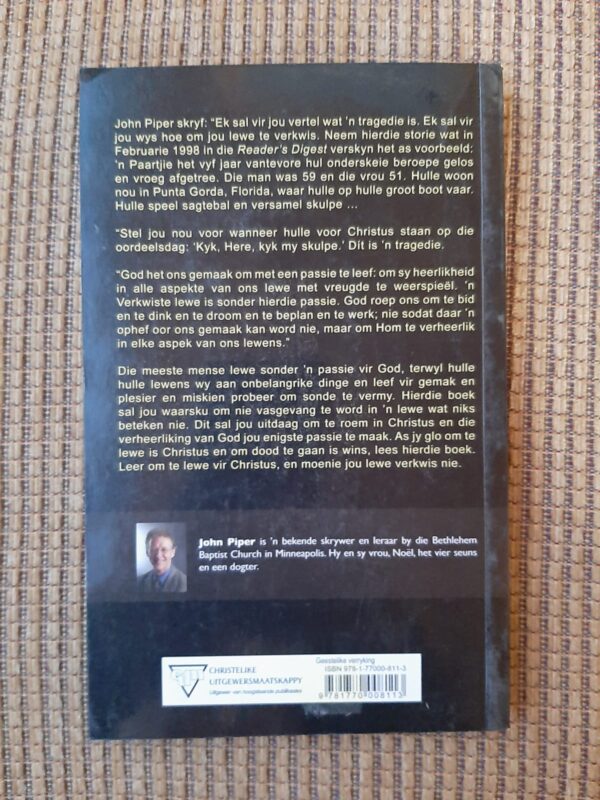 John Piper skryf: “Ek sal vir jou vertel wat 'n tragedie is. Ek sal vir
jou wys hoe om jou lewe te verkwis. Neem hierdie storie wat in
Februarie 1998 in die Reader's Digest verskyn het as voorbeeld:
'n Paartjie het vyf jaar vantevore hul onderskeie beroepe gelos
en vroeg afgetree. Die man was 59 en die vrou 51. Hulle woon
nou in Punta Gorda, Florida, waar hulle op hulle groot boot vaar.
Hulle speel sagtebal en versamel skulpe ...
“Stel jou nou voor wanneer hulle voor Christus staan op die
oordeelsdag: 'Kyk, Here, kyk my skulpe.' Dít is 'n tragedie.
“God het ons gemaak om met een passie te leef: om sy heerlikheid
in alle aspekte van ons lewe met vreugde te weerspieël. 'n
Verkwiste lewe is sonder hierdie passie. God roep ons om te bid
en te dink en te droom en te beplan en te werk; nie sodat daar 'n
ophef oor ons gemaak kan word nie, maar om Hom te verheerlik
in elke aspek van ons lewens.”
Die meeste mense lewe sonder 'n passie vir God, terwyl hulle
hulle lewens wy aan onbelangrike dinge en leef vir gemak en
plesier en miskien probeer om sonde te vermy. Hierdie boek
sal jou waarsku om nie vasgevang te word in 'n lewe wat niks
beteken nie. Dit sal jou uitdaag om te roem in Christus en die
verheerliking van God jou enigste passie te maak. As jy glo om te
lewe is Christus en om dood te gaan is wins, lees hierdie boek.
Leer om te lewe vir Christus, en moenie jou lewe verkwis nie.
John Piper is 'n bekende skrywer en leraar by die Bethlehem
Baptist Church in Minneapolis. Hy en sy vrou, Noël, het vier seuns
en een dogter.
CHRISTELIKE
UITGEWERSMAATSKAPPY
Uitgewer van hoogstaande publikasies
Geestelike verryking
ISBN 978-1-77000-811-3
9 781770 008113